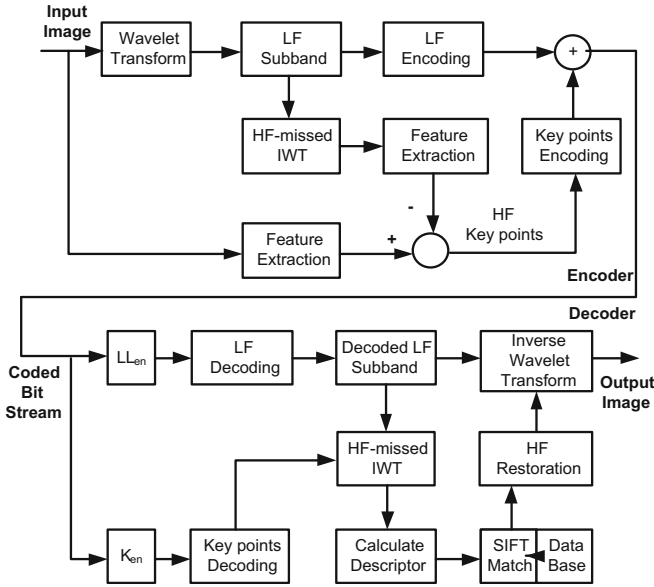 Input
Image
Wavelet
Transform
LF
Subband
LF
Encoding
+
HF-missed
IWT
Feature
Extraction
Key points
Encoding
-
HF
Key points
+
Feature
Extraction
Encoder
Decoder
Coded
Bit
Stream
LLen
LF
Decoding
Decoded LF
Subband
Inverse
Wavelet
Transform
Output
Image
HF-missed
IWT
HF
Restoration
Ken
Key points
Decoding
Calculate
Descriptor
SIFT
Match
Data
Base